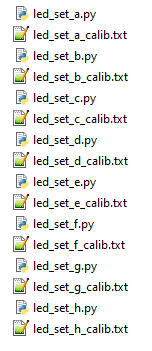 led_set_a.py
led_set_a_calib.txt
led_set_b.py
led_set_b_calib.txt
led_set_c.py
led_set_c_calib.txt
led_set_d.py
led_set_d_calib.txt
led_set_e.py
led_set_e_calib.txt
led_set_f.py
led_set_f_calib.txt
led_set_g.py
led_set_g_calib.txt
led_set_h.py
led_set_h_calib.txt